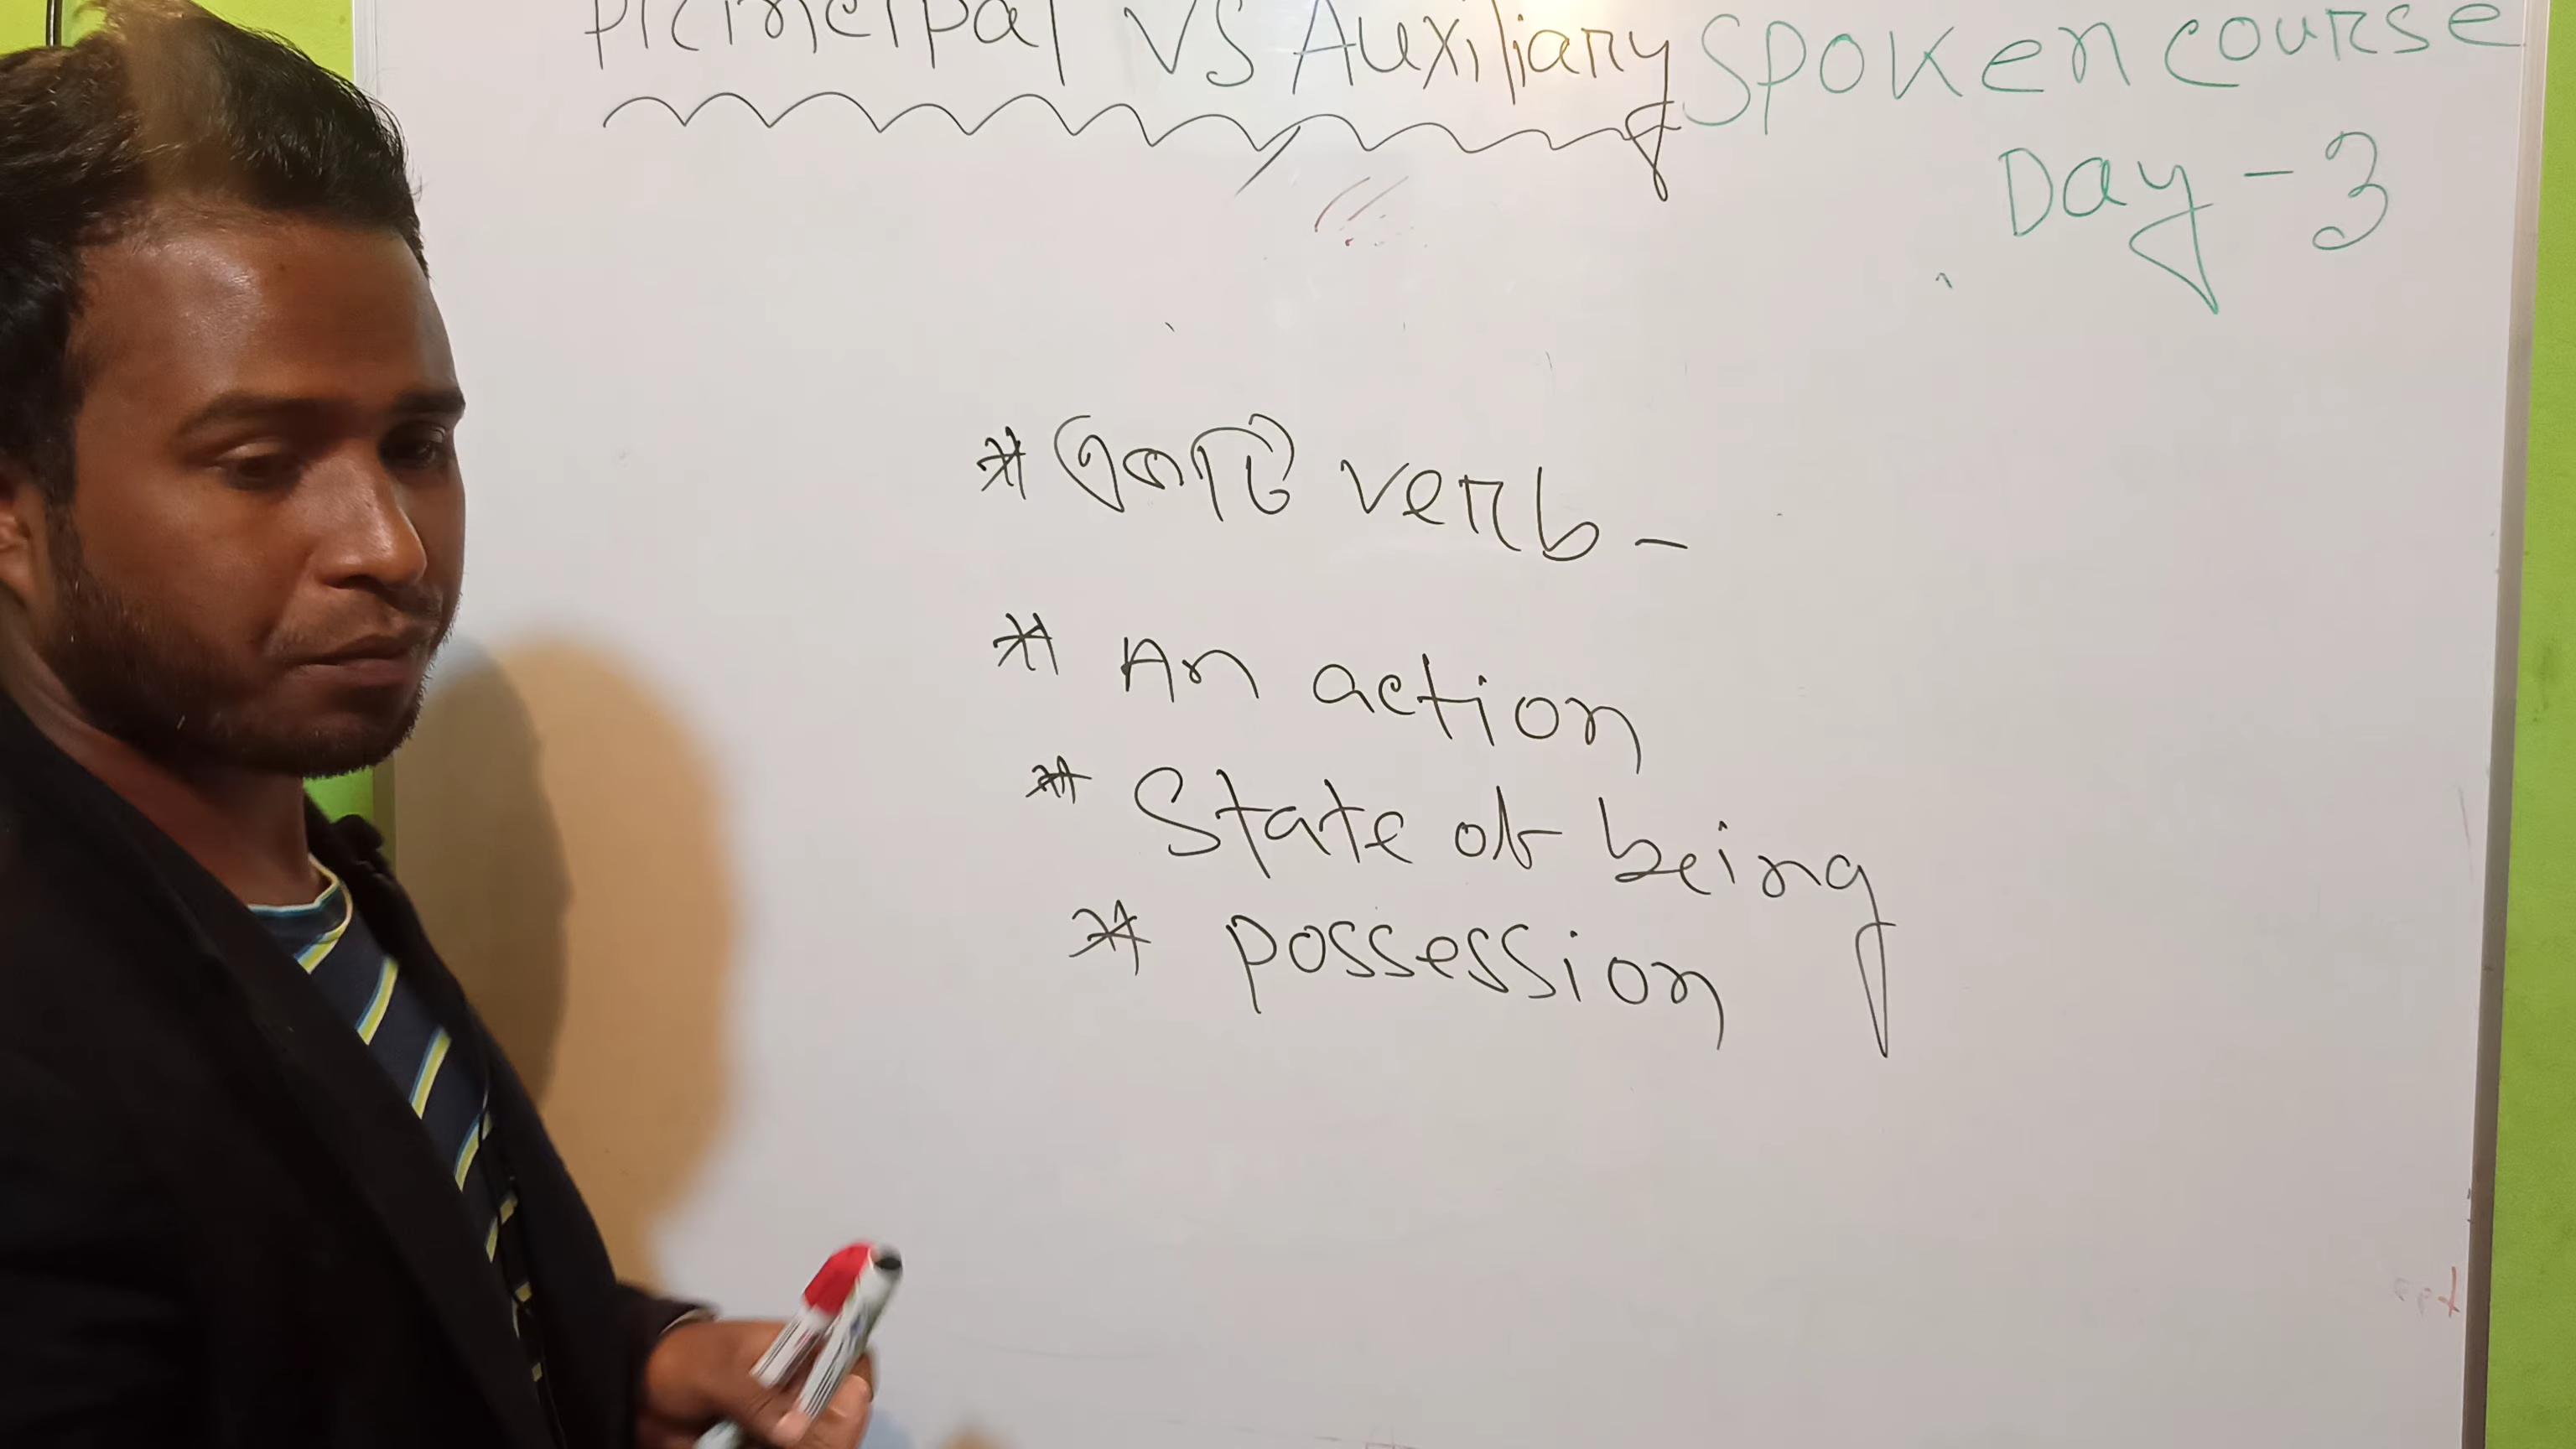 Principal VS Auxiliary Spoken course
Day - 3
* একটি verb -
* An action
* State of being
* possession